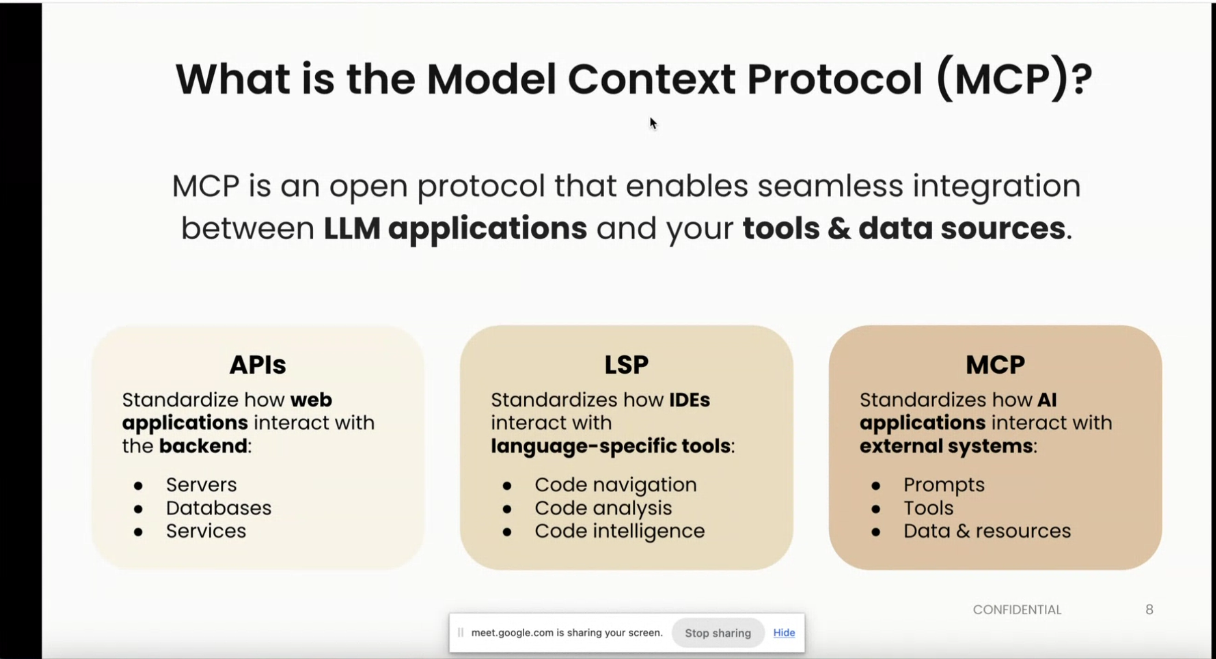 What is the Model Context Protocol (MCP)?
MCP is an open protocol that enables seamless integration
between LLM applications and your tools & data sources.
APIs
Standardize how web
applications interact with
the backend:
● Servers
● Databases
● Services
LSP
Standardizes how IDEs
interact with
language-specific tools:
● Code navigation
● Code analysis
● Code intelligence
MCP
Standardizes how AI
applications interact with
external systems:
● Prompts
● Tools
● Data & resources
CONFIDENTIAL 8
meet.google.com is sharing your screen. Stop sharing Hide